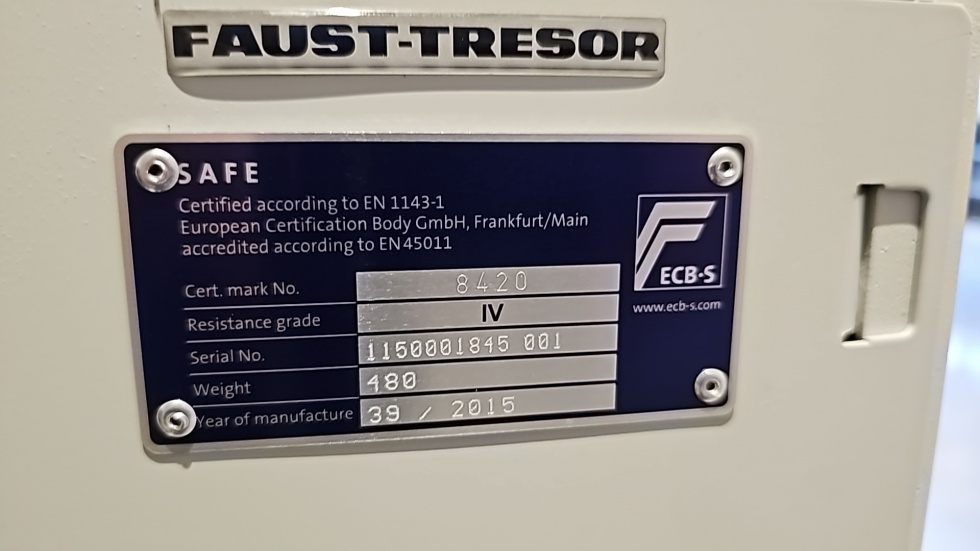 FAUST-TRESOR
SAFE
Certified according to EN 1143-1
European Certification Body GmbH, Frankfurt/Main
accredited according to EN 45011
ECB·S
www.ecb-s.com
Cert. mark No. 8420
Resistance grade IV
Serial No. 1150001845 001
Weight 480
Year of manufacture 39 / 2015